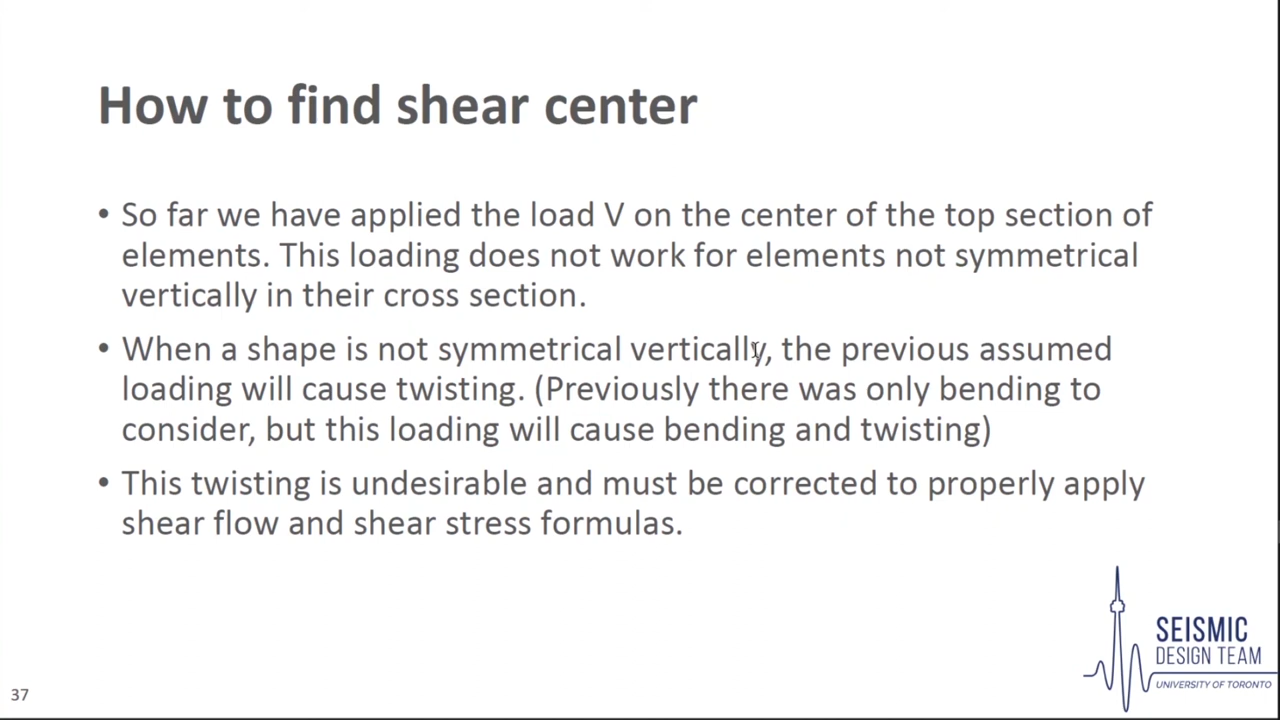 How to find shear center
• So far we have applied the load V on the center of the top section of
elements. This loading does not work for elements not symmetrical
vertically in their cross section.
• When a shape is not symmetrical vertically, the previous assumed
loading will cause twisting. (Previously there was only bending to
consider, but this loading will cause bending and twisting)
• This twisting is undesirable and must be corrected to properly apply
shear flow and shear stress formulas.
SEISMIC
DESIGN TEAM
UNIVERSITY OF TORONTO
37